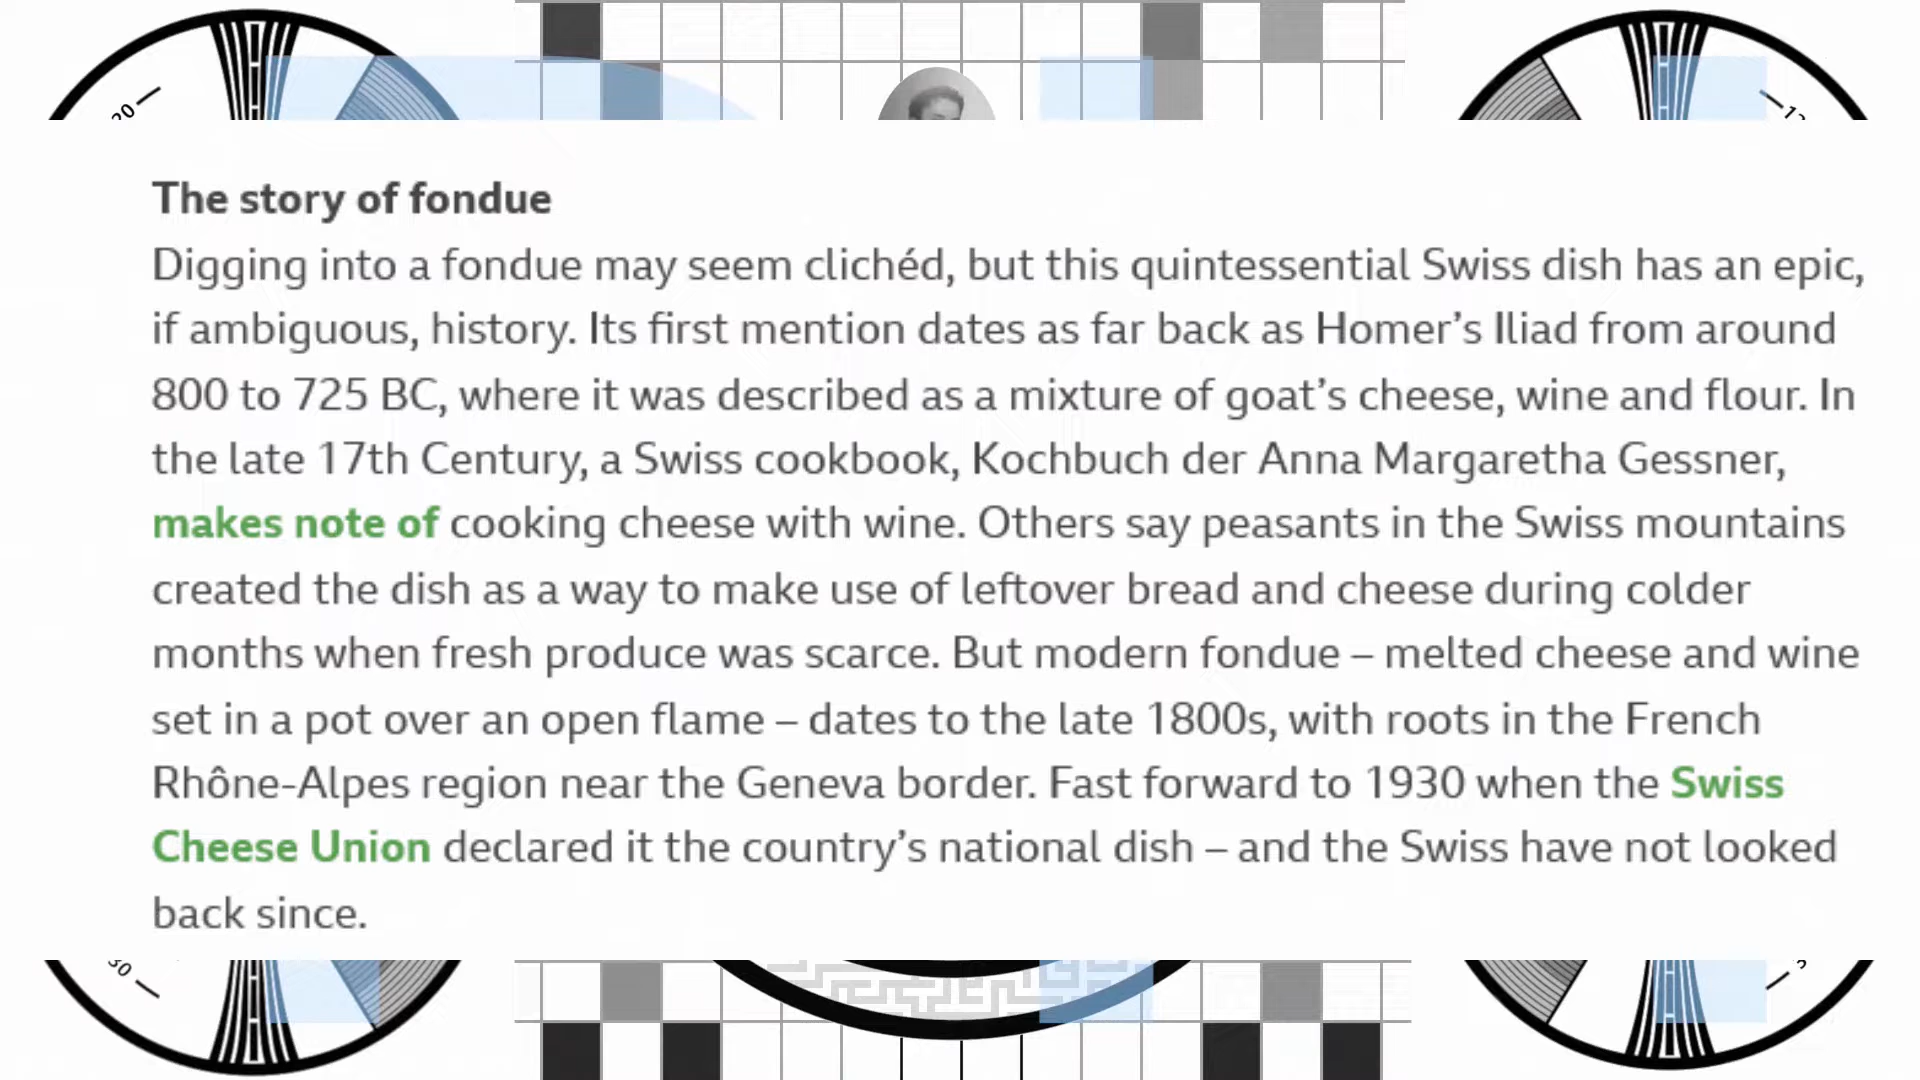 20
The story of fondue
Digging into a fondue may seem clichéd, but this quintessential Swiss dish has an epic,
if ambiguous, history. Its first mention dates as far back as Homer’s Iliad from around
800 to 725 BC, where it was described as a mixture of goat’s cheese, wine and flour. In
the late 17th Century, a Swiss cookbook, Kochbuch der Anna Margaretha Gessner,
makes note of cooking cheese with wine. Others say peasants in the Swiss mountains
created the dish as a way to make use of leftover bread and cheese during colder
months when fresh produce was scarce. But modern fondue – melted cheese and wine
set in a pot over an open flame – dates to the late 1800s, with roots in the French
Rhône-Alpes region near the Geneva border. Fast forward to 1930 when the Swiss
Cheese Union declared it the country’s national dish – and the Swiss have not looked
back since.